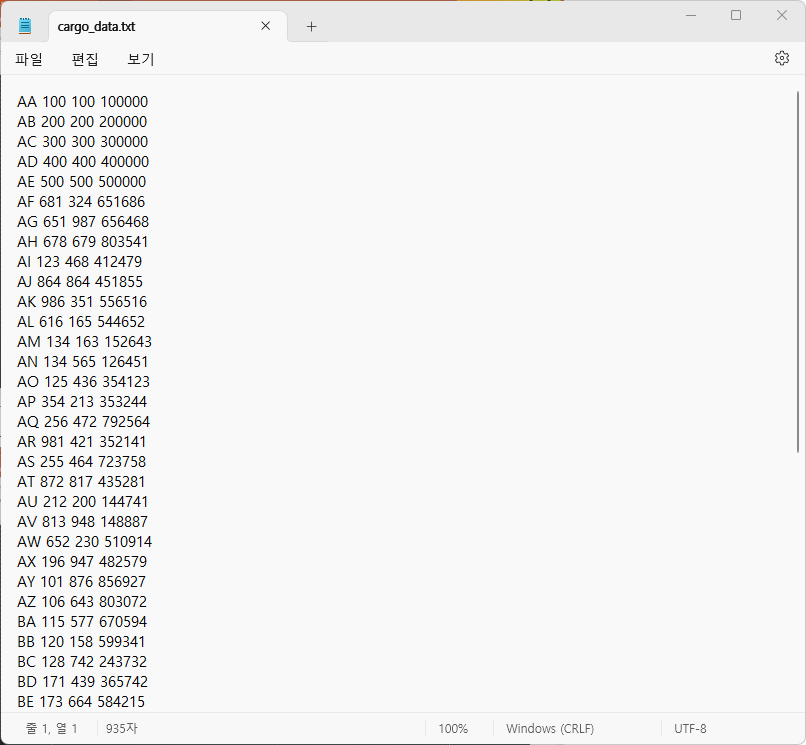 cargo_data.txt
파일 편집 보기
AA 100 100 100000
AB 200 200 200000
AC 300 300 300000
AD 400 400 400000
AE 500 500 500000
AF 681 324 651686
AG 651 987 656468
AH 678 679 803541
AI 123 468 412479
AJ 864 864 451855
AK 986 351 556516
AL 616 165 544652
AM 134 163 152643
AN 134 565 126451
AO 125 436 354123
AP 354 213 353244
AQ 256 472 792564
AR 981 421 352141
AS 255 464 723758
AT 872 817 435281
AU 212 200 144741
AV 813 948 148887
AW 652 230 510914
AX 196 947 482579
AY 101 876 856927
AZ 106 643 803072
BA 115 577 670594
BB 120 158 599341
BC 128 742 243732
BD 171 439 365742
BE 173 664 584215
줄 1, 열 1 935자 100% Windows (CRLF) UTF-8